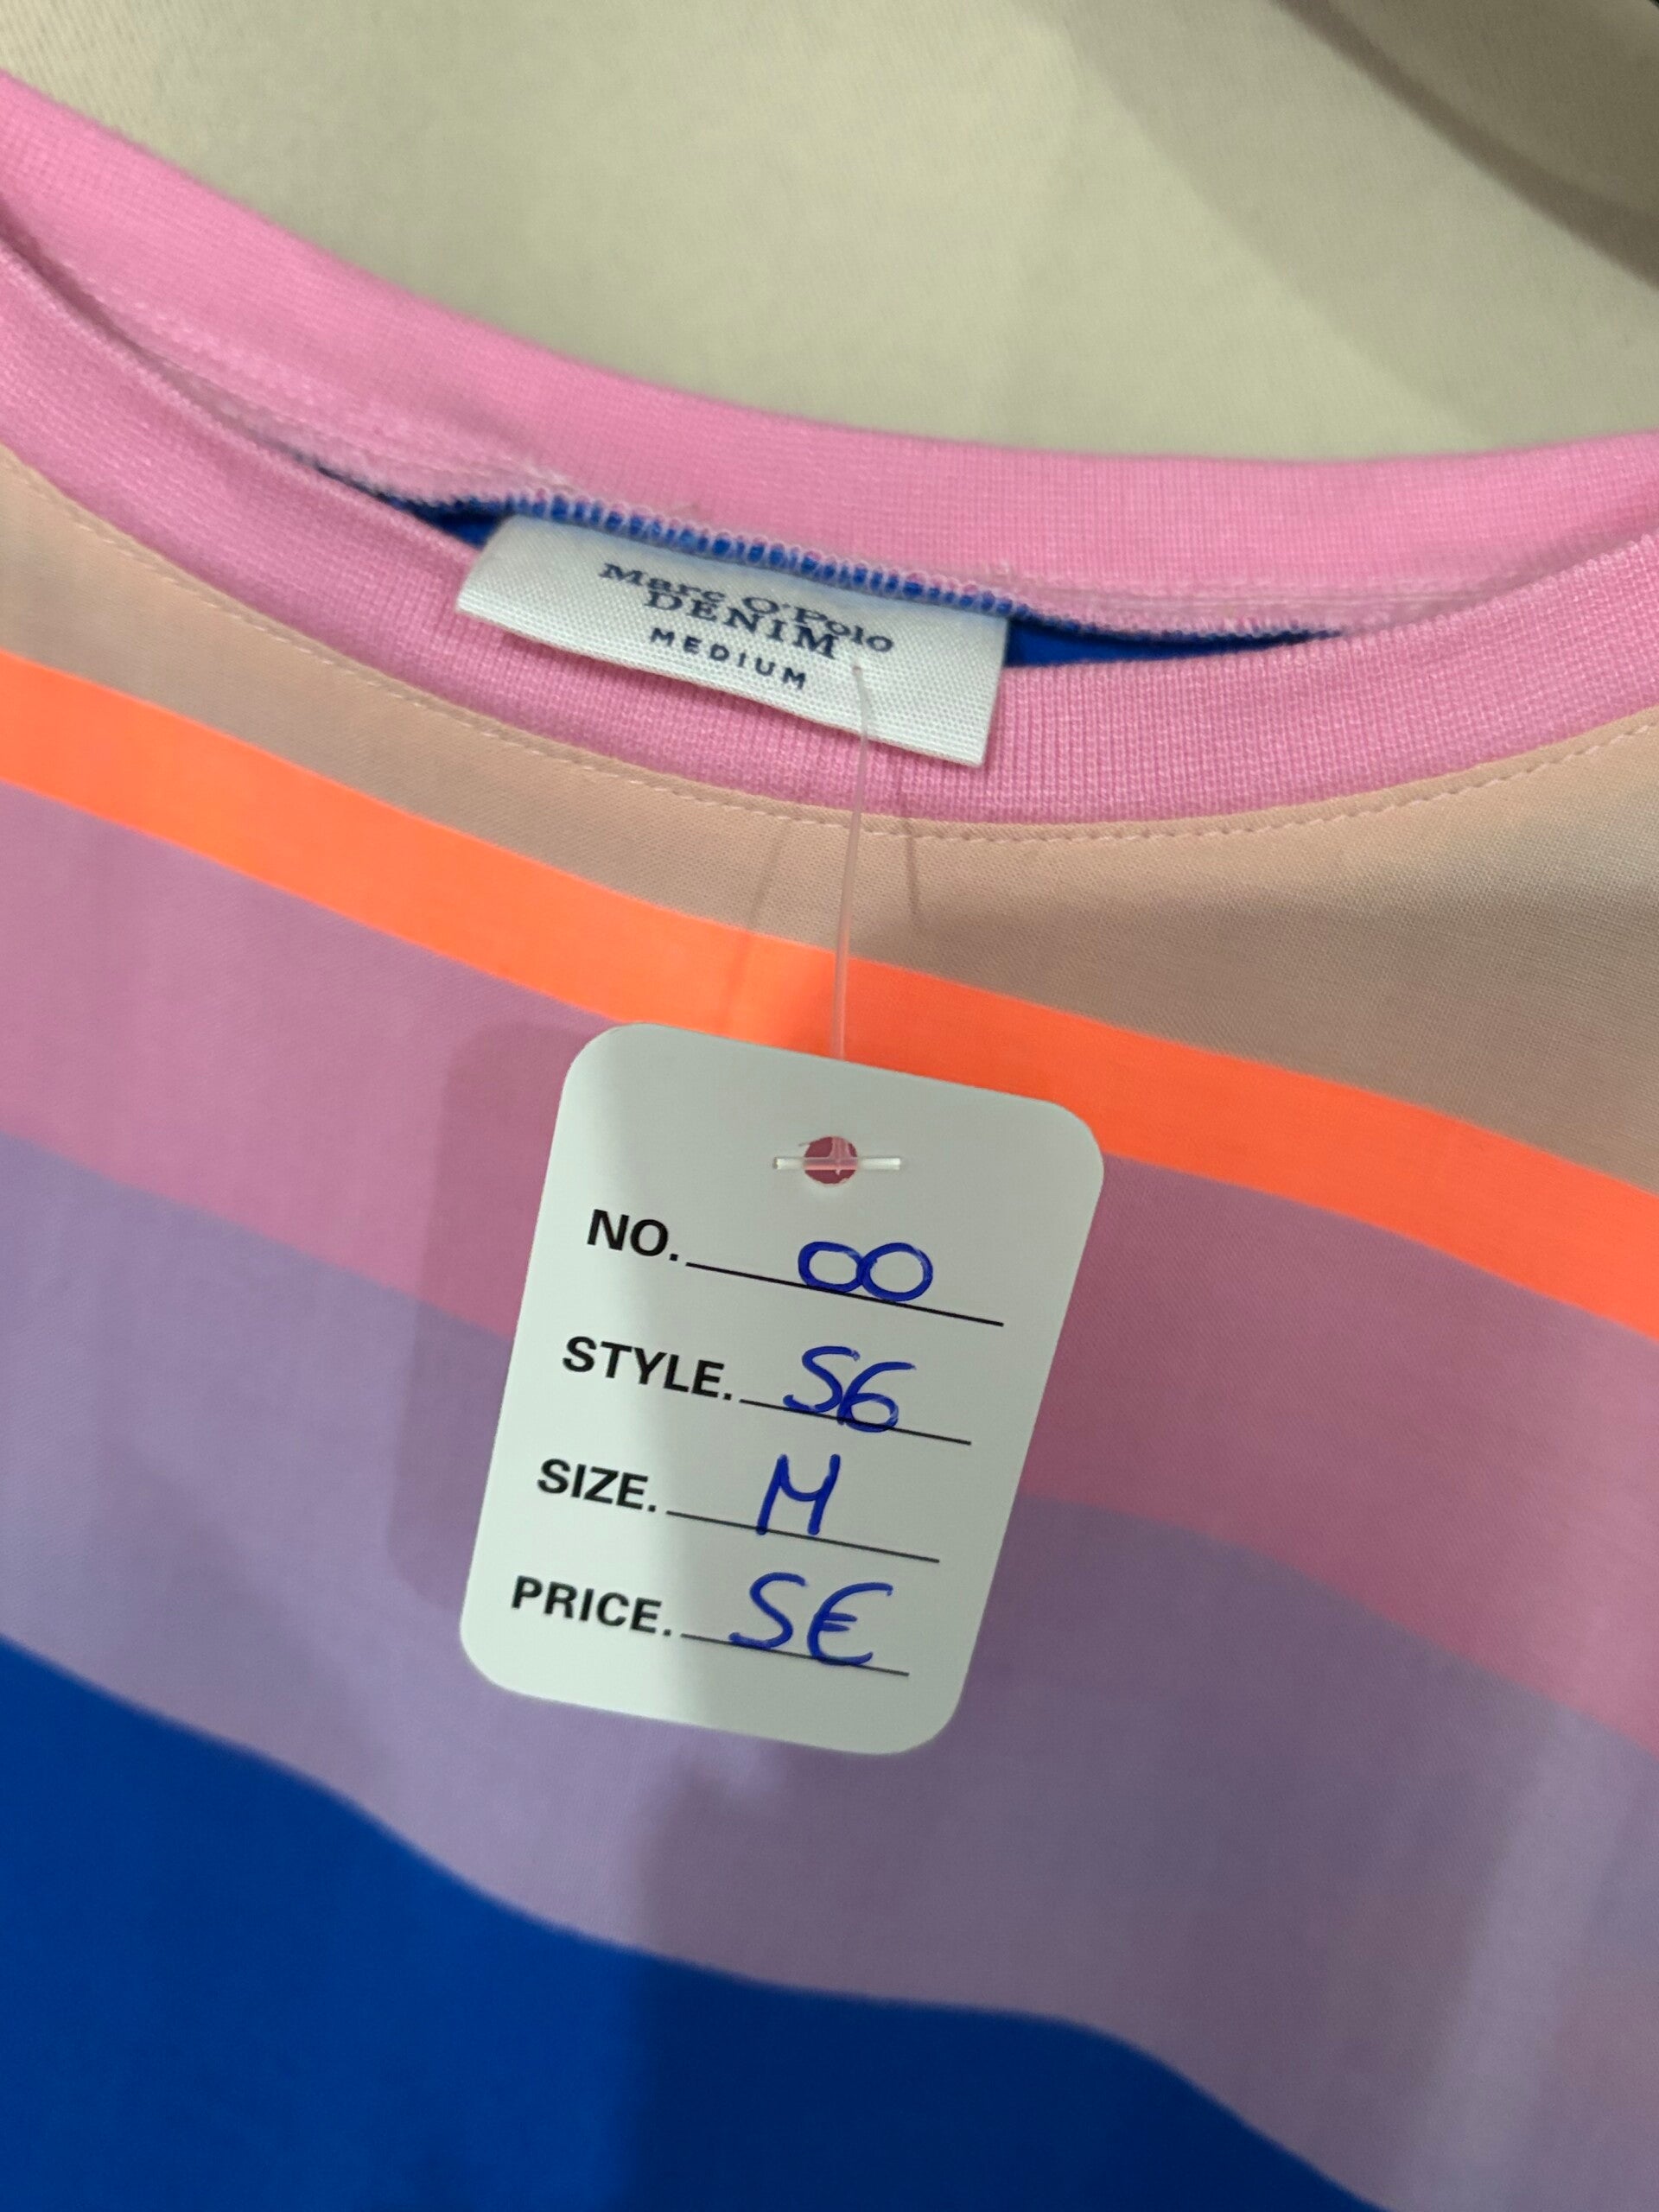 Marc O'Polo
DENIM
MEDIUM
NO. 00
STYLE. S6
SIZE. M
PRICE. 5€